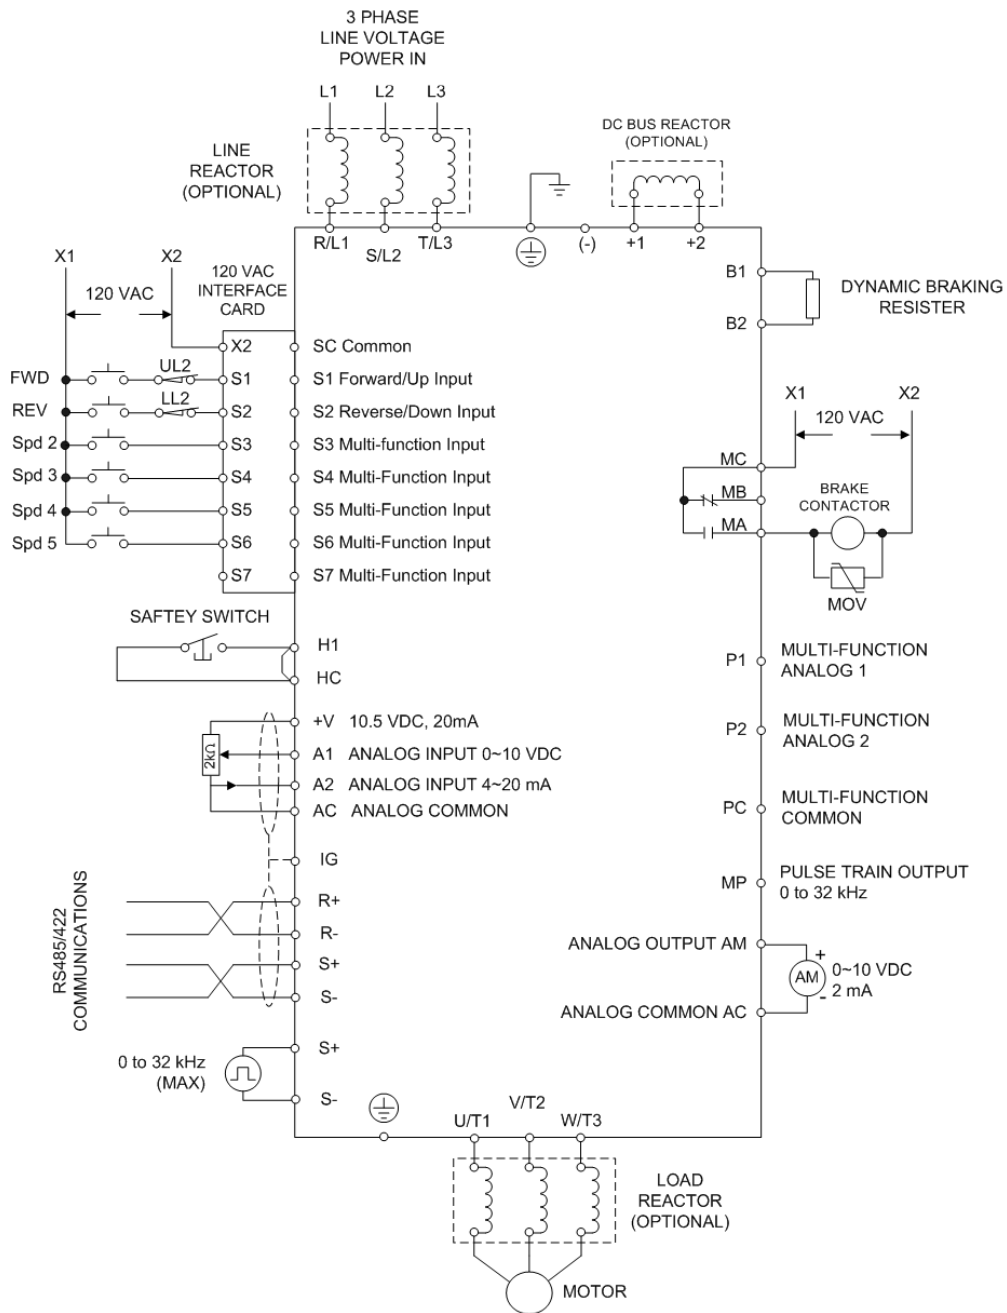 3 PHASE
LINE VOLTAGE
POWER IN
L1
L2
L3
LINE
REACTOR
(OPTIONAL)
DC BUS REACTOR
(OPTIONAL)
R/L1
S/L2
T/L3
(-)
+1
+2
X1
X2
120 VAC
120 VAC
INTERFACE
CARD
B1
B2
DYNAMIC BRAKING
RESISTER
X2
SC Common
FWD
UL2
S1
S1 Forward/Up Input
REV
LL2
S2
S2 Reverse/Down Input
Spd 2
S3
S3 Multi-function Input
Spd 3
S4
S4 Multi-Function Input
Spd 4
S5
S5 Multi-Function Input
Spd 5
S6
S6 Multi-Function Input
S7
S7 Multi-Function Input
X1
X2
120 VAC
MC
MB
MA
BRAKE
CONTACTOR
MOV
SAFTEY SWITCH
H1
HC
P1
MULTI-FUNCTION
ANALOG 1
+V
10.5 VDC, 20mA
2kΩ
A1
ANALOG INPUT 0~10 VDC
A2
ANALOG INPUT 4~20 mA
AC
ANALOG COMMON
P2
MULTI-FUNCTION
ANALOG 2
PC
MULTI-FUNCTION
COMMON
IG
MP
PULSE TRAIN OUTPUT
0 to 32 kHz
RS485/422
COMMUNICATIONS
R+
R-
S+
S-
ANALOG OUTPUT AM
+
AM
-
0~10 VDC
2 mA
ANALOG COMMON AC
0 to 32 kHz
(MAX)
S+
S-
U/T1
V/T2
W/T3
LOAD
REACTOR
(OPTIONAL)
MOTOR